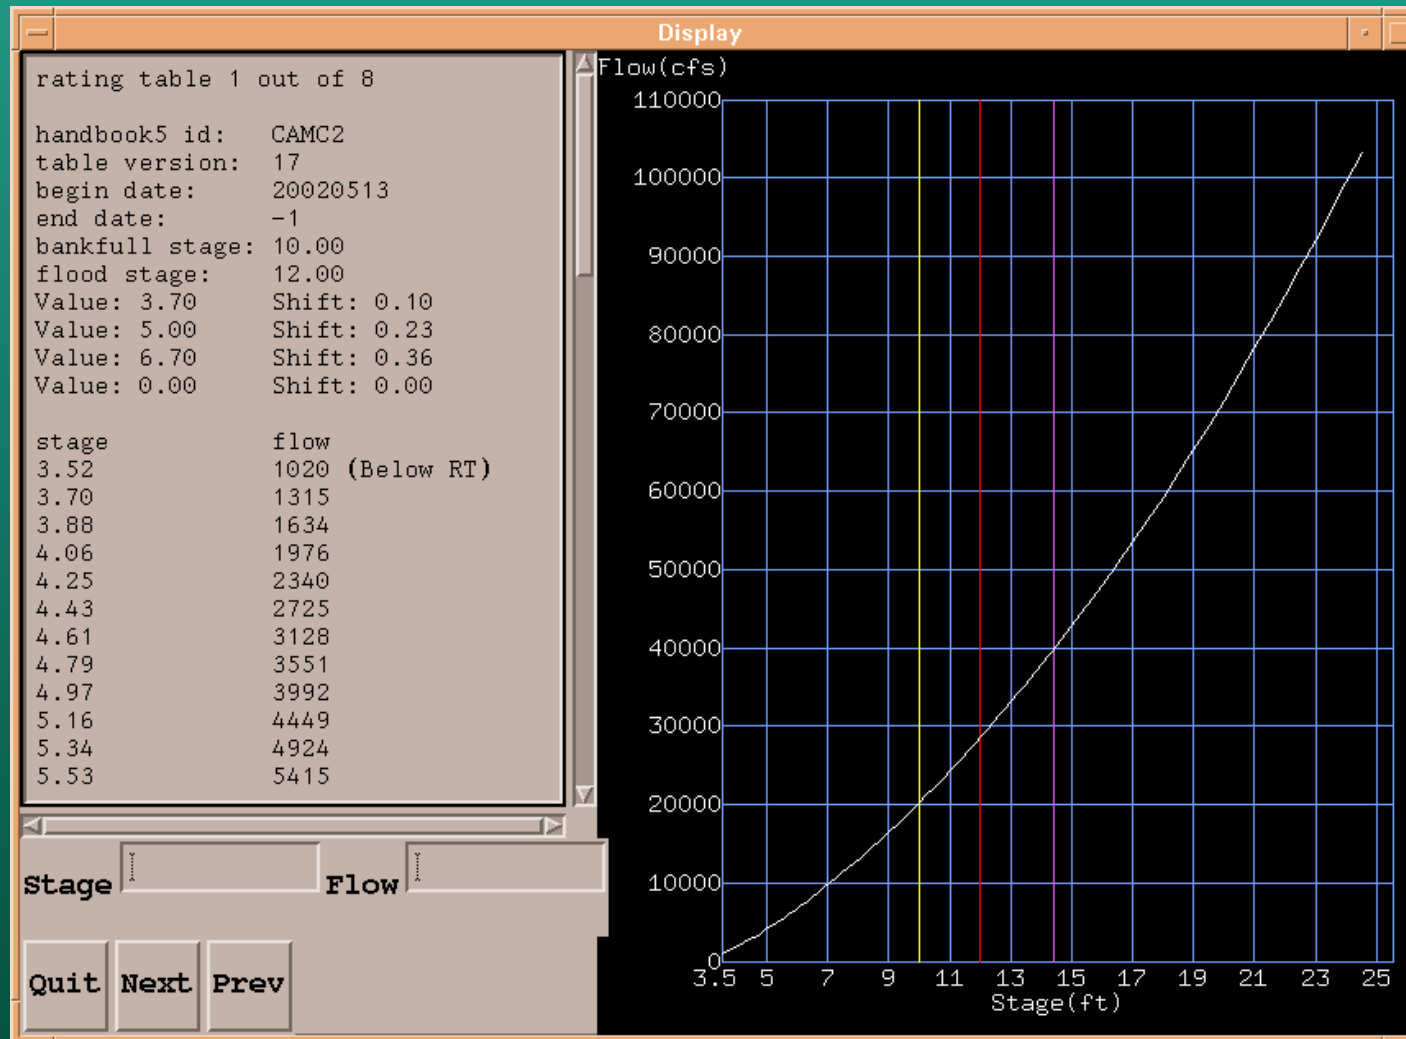 Display
rating table 1 out of 8
handbook5 id: CAMC2
table version: 17
begin date: 20020513
end date: -1
bankfull stage: 10.00
flood stage: 12.00
Value: 3.70 Shift: 0.10
Value: 5.00 Shift: 0.23
Value: 6.70 Shift: 0.36
Value: 0.00 Shift: 0.00
stage flow
3.52 1020 (Below RT)
3.70 1315
3.88 1634
4.06 1976
4.25 2340
4.43 2725
4.61 3128
4.79 3551
4.97 3992
5.16 4449
5.34 4924
5.53 5415
Stage Flow
Quit Next Prev
Flow(cfs)
110000
100000
90000
80000
70000
60000
50000
40000
30000
20000
10000
0
3.5 5 7 9 11 13 15 17 19 21 23 25
Stage(ft)